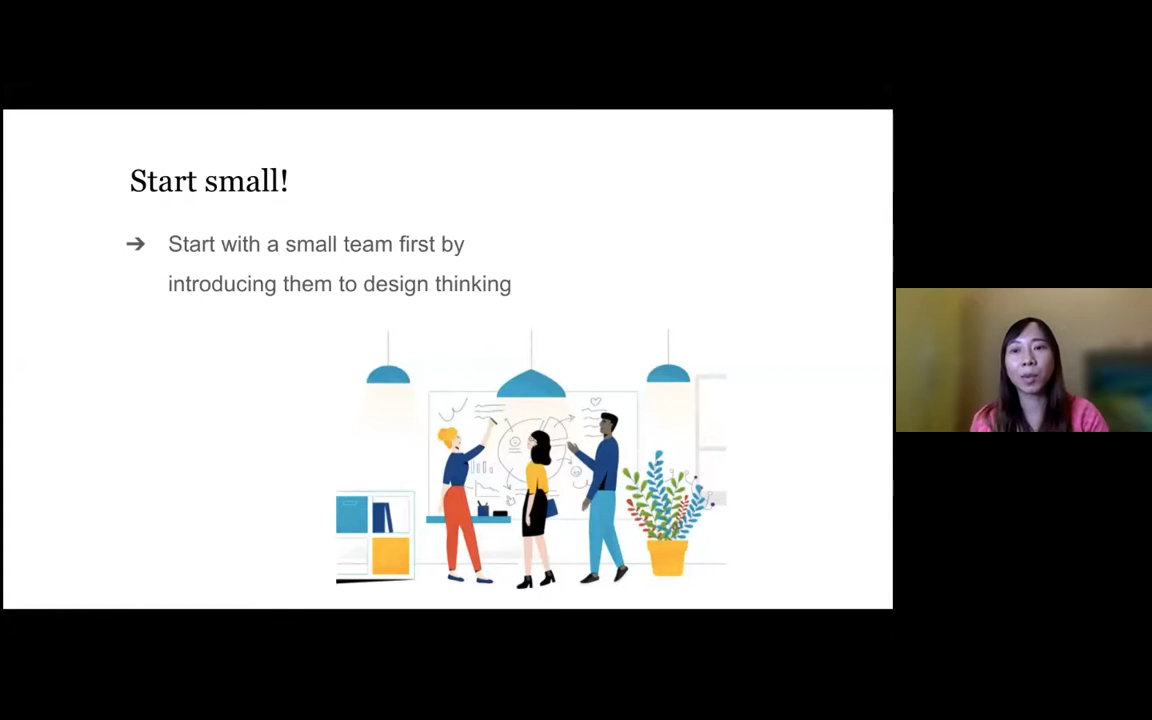 Start small!
➔ Start with a small team first by
introducing them to design thinking